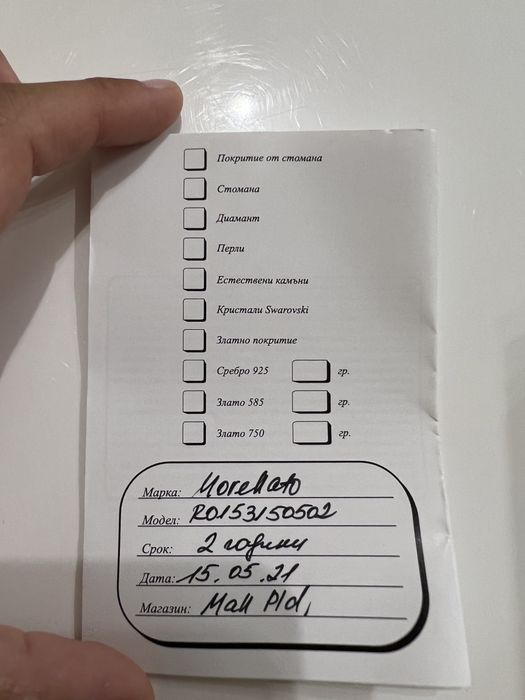 Покритие от стомана
Стомана
Диамант
Перли
Естествени камъни
Кристали Swarovski
Златно покритие
Сребро 925 гр.
Злато 585 гр.
Злато 750 гр.
Марка: Morellato
Модел: R0153150502
Срок: 2 години
Дата: 15.05.21
Магазин: Mall Pld,